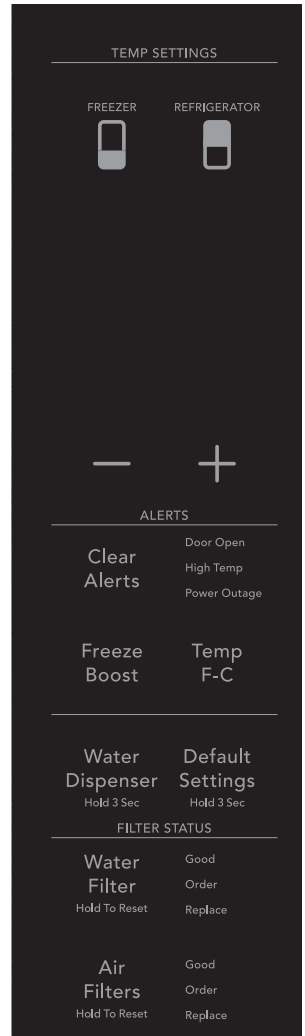 TEMP SETTINGS
FREEZER REFRIGERATOR
ALERTS
Clear
Alerts
Door Open
High Temp
Power Outage
Freeze
Boost
Temp
F-C
Water
Dispenser
Hold 3 Sec
Default
Settings
Hold 3 Sec
FILTER STATUS
Water
Filter
Hold To Reset
Good
Order
Replace
Air
Filters
Hold To Reset
Good
Order
Replace